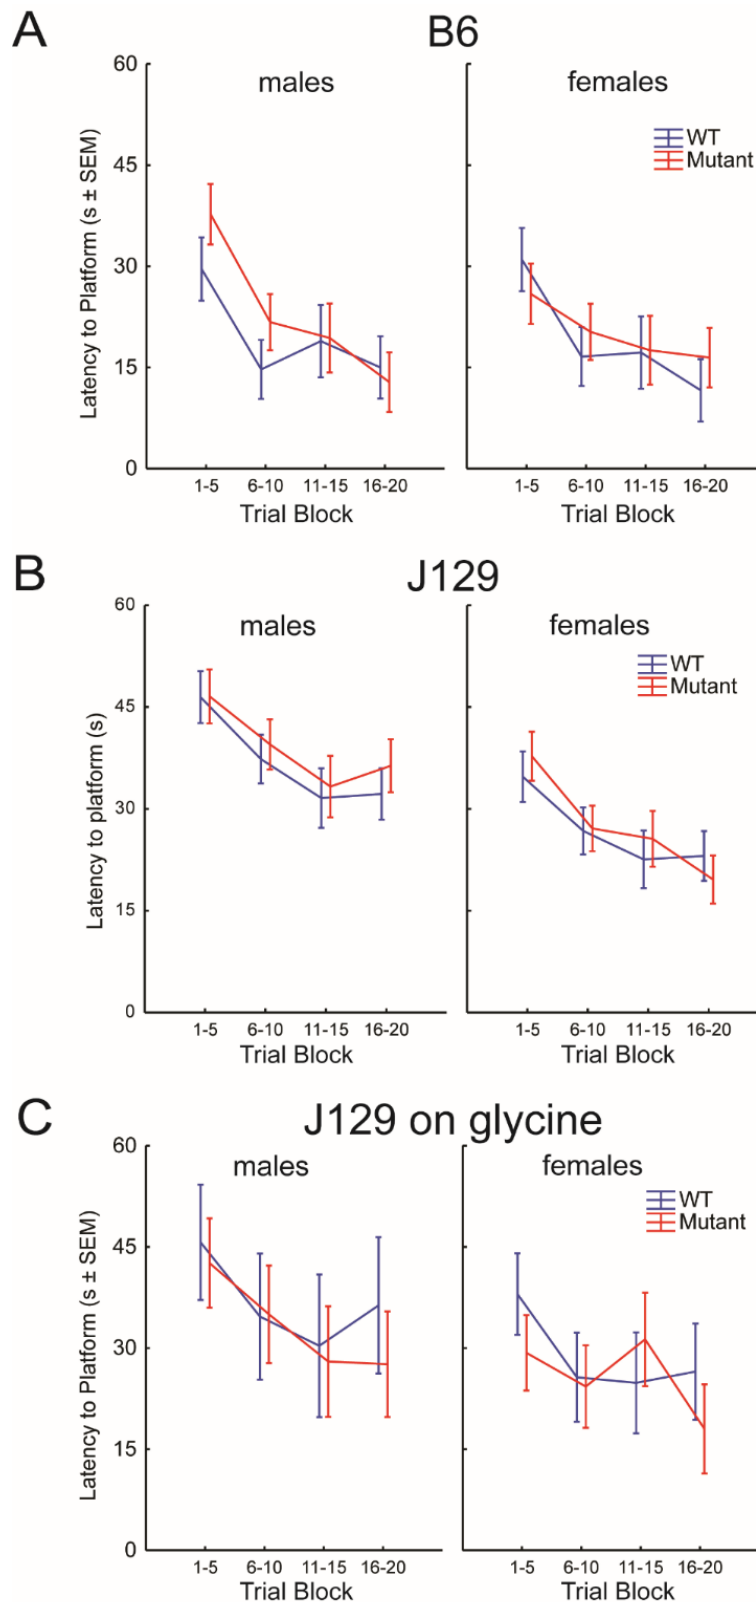 A
B6
males
females
60
45
30
15
0
Latency to Platform (s ± SEM)
WT
Mutant
1-5 6-10 11-15 16-20
1-5 6-10 11-15 16-20
Trial Block
Trial Block
B
J129
males
females
60
45
30
15
0
Latency to platform (s)
WT
Mutant
1-5 6-10 11-15 16-20
1-5 6-10 11-15 16-20
Trial Block
Trial Block
C
J129 on glycine
males
females
60
45
30
15
0
Latency to Platform (s ± SEM)
WT
Mutant
1-5 6-10 11-15 16-20
1-5 6-10 11-15 16-20
Trial Block
Trial Block